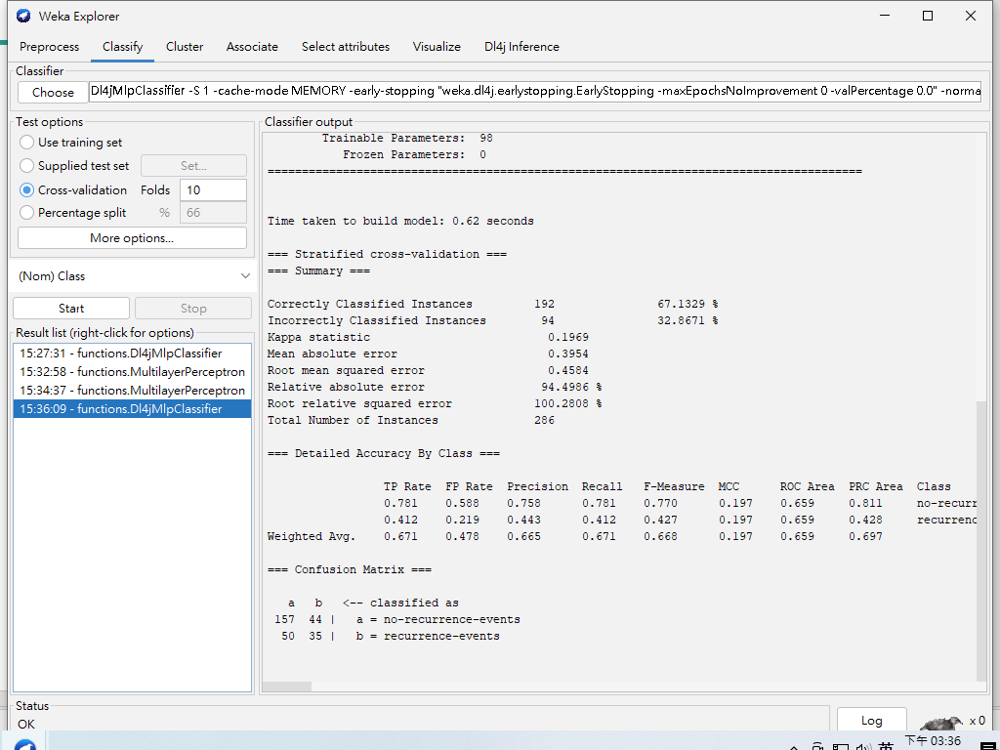 Weka Explorer
Preprocess Classify Cluster Associate Select attributes Visualize Dl4j Inference
Classifier
Choose Dl4jMlpClassifier -S 1 -cache-mode MEMORY -early-stopping "weka.dl4j.earlystopping.EarlyStopping -maxEpochsNoImprovement 0 -valPercentage 0.0" -norma
Test options
Use training set
Supplied test set Set...
Cross-validation Folds 10
Percentage split % 66
More options...
(Nom) Class
Start Stop
Result list (right-click for options)
15:27:31 - functions.Dl4jMlpClassifier
15:32:58 - functions.MultilayerPerceptron
15:34:37 - functions.MultilayerPerceptron
15:36:09 - functions.Dl4jMlpClassifier
Classifier output
Trainable Parameters: 98
Frozen Parameters: 0
=======================================================================================
Time taken to build model: 0.62 seconds
=== Stratified cross-validation ===
=== Summary ===
Correctly Classified Instances 192 67.1329 %
Incorrectly Classified Instances 94 32.8671 %
Kappa statistic 0.1969
Mean absolute error 0.3954
Root mean squared error 0.4584
Relative absolute error 94.4986 %
Root relative squared error 100.2808 %
Total Number of Instances 286
=== Detailed Accuracy By Class ===
TP Rate FP Rate Precision Recall F-Measure MCC ROC Area PRC Area Class
0.781 0.588 0.758 0.781 0.770 0.197 0.659 0.811 no-recurr
0.412 0.219 0.443 0.412 0.427 0.197 0.659 0.428 recurrenc
Weighted Avg. 0.671 0.478 0.665 0.671 0.668 0.197 0.659 0.697
=== Confusion Matrix ===
a b <-- classified as
157 44 | a = no-recurrence-events
50 35 | b = recurrence-events
Status
OK
Log x 0
英 下午 03:36